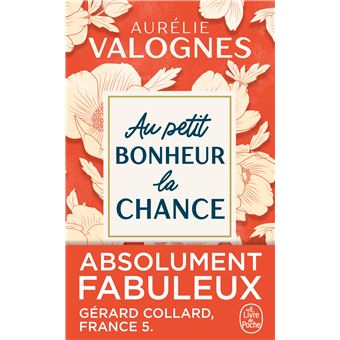 AURÉLIE
VALOGNES
Au petit
BONHEUR
la
CHANCE
ABSOLUMENT
FABULEUX
GÉRARD COLLARD,
FRANCE 5.
Le
Livre
de
Poche